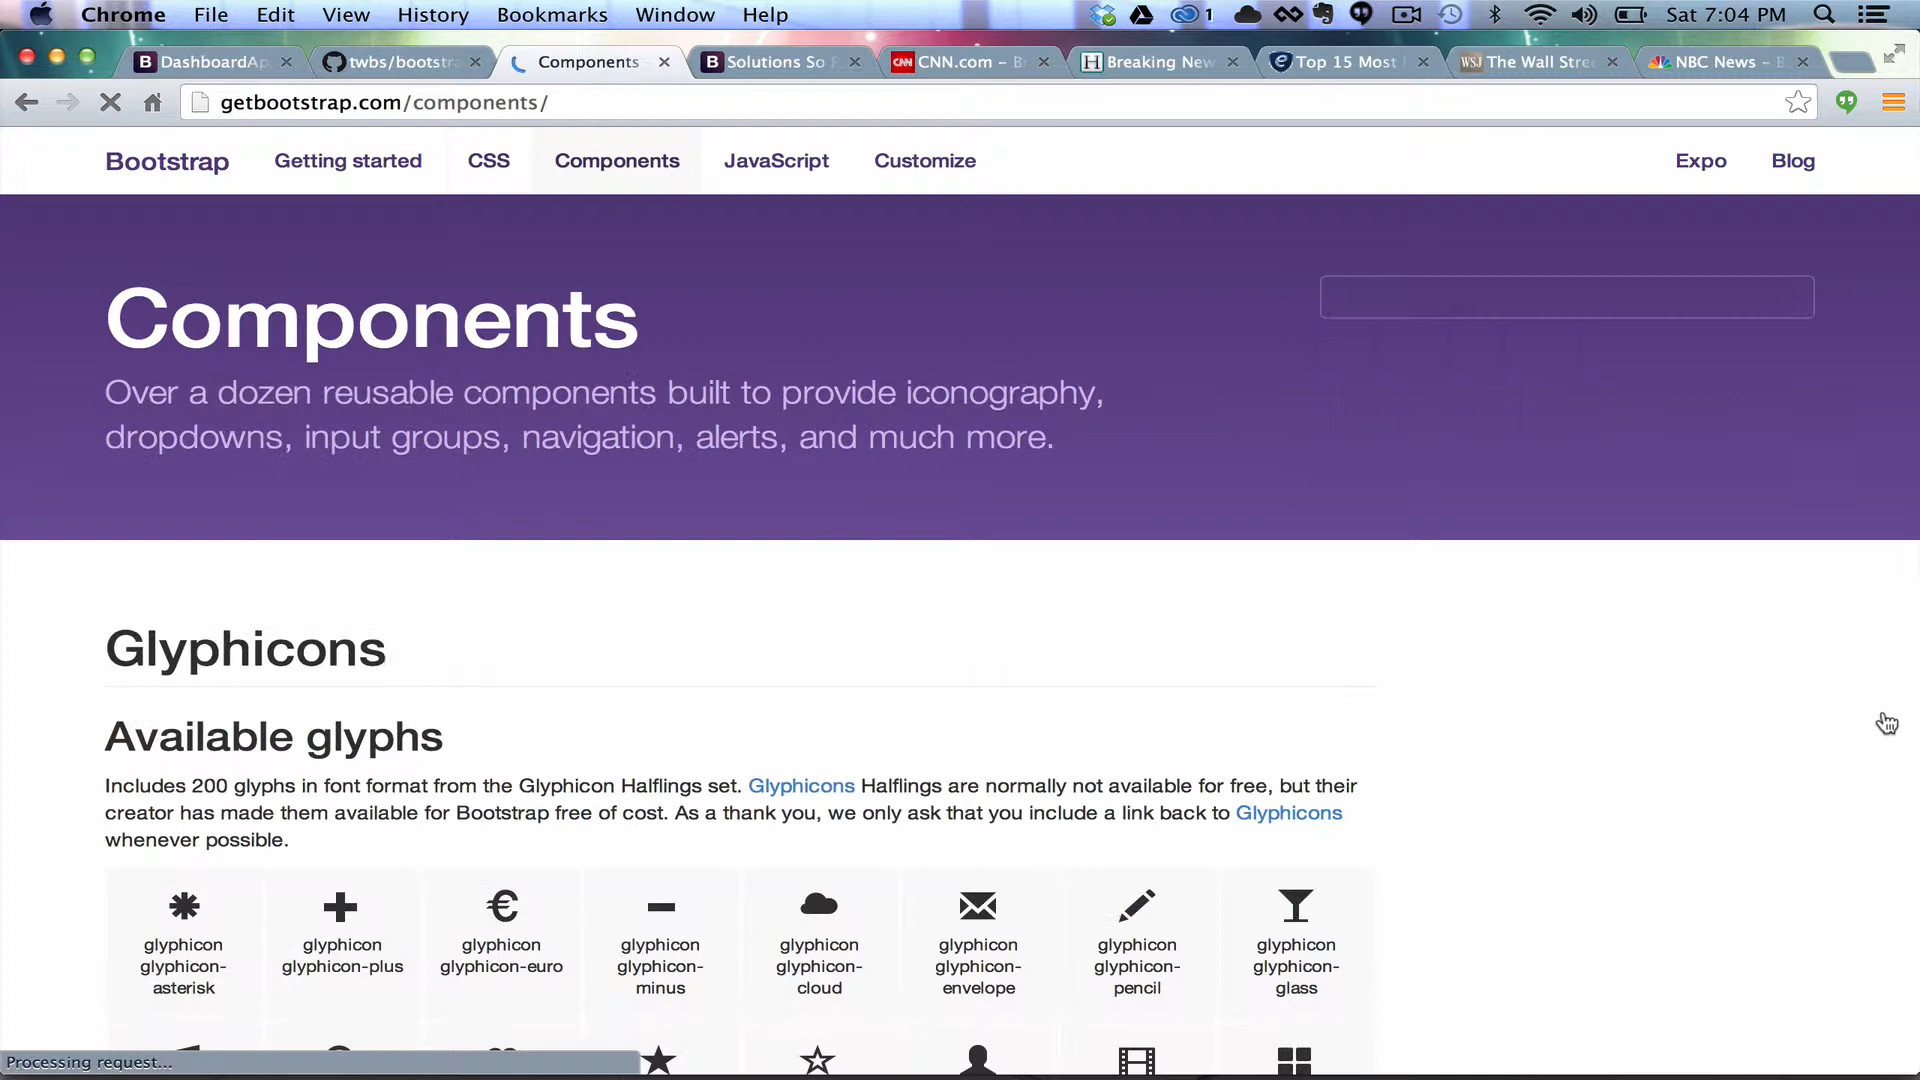 Chrome File Edit View History Bookmarks Window Help 1 Sat 7:04 PM
DashboardAp twbs/bootstr Components Solutions So CNN.com – B Breaking New Top 15 Most The Wall Stre NBC News –
getbootstrap.com/components/
Bootstrap Getting started CSS Components JavaScript Customize Expo Blog
Components
Over a dozen reusable components built to provide iconography,
dropdowns, input groups, navigation, alerts, and much more.
Glyphicons
Available glyphs
Includes 200 glyphs in font format from the Glyphicon Halflings set. Glyphicons Halflings are normally not available for free, but their
creator has made them available for Bootstrap free of cost. As a thank you, we only ask that you include a link back to Glyphicons
whenever possible.
glyphicon glyphicon glyphicon glyphicon glyphicon glyphicon glyphicon glyphicon
glyphicon- glyphicon-plus glyphicon-euro glyphicon- glyphicon- glyphicon- glyphicon- glyphicon-
asterisk minus cloud envelope pencil glass
Processing request...